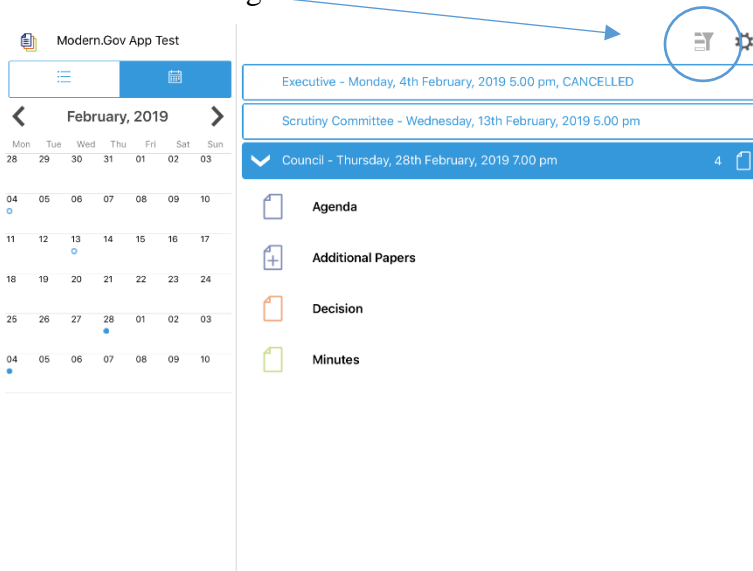 Modern.Gov App Test
February, 2019
Mon Tue Wed Thu Fri Sat Sun
28 29 30 31 01 02 03
04 05 06 07 08 09 10
11 12 13 14 15 16 17
18 19 20 21 22 23 24
25 26 27 28 01 02 03
04 05 06 07 08 09 10
Executive - Monday, 4th February, 2019 5.00 pm, CANCELLED
Scrutiny Committee - Wednesday, 13th February, 2019 5.00 pm
Council - Thursday, 28th February, 2019 7.00 pm 4
Agenda
Additional Papers
Decision
Minutes